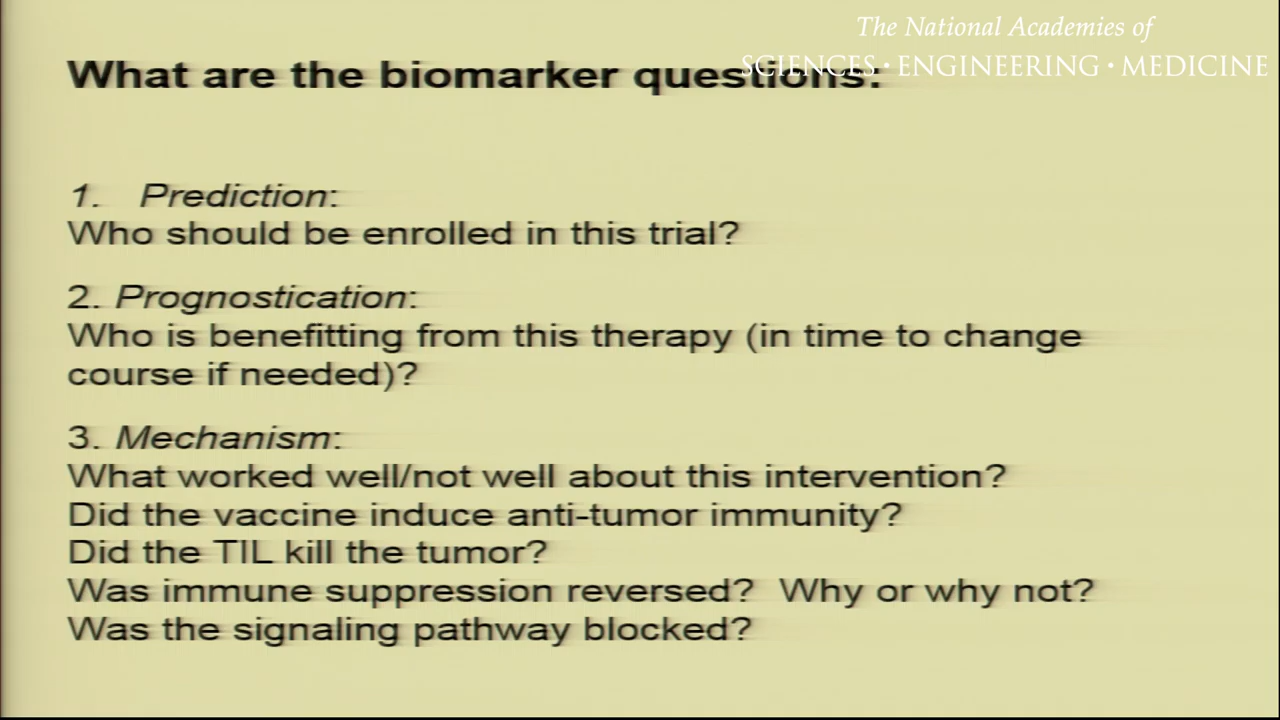 The National Academies of
SCIENCES · ENGINEERING · MEDICINE
What are the biomarker questions:
1. Prediction:
Who should be enrolled in this trial?
2. Prognostication:
Who is benefitting from this therapy (in time to change
course if needed)?
3. Mechanism:
What worked well/not well about this intervention?
Did the vaccine induce anti-tumor immunity?
Did the TIL kill the tumor?
Was immune suppression reversed?  Why or why not?
Was the signaling pathway blocked?